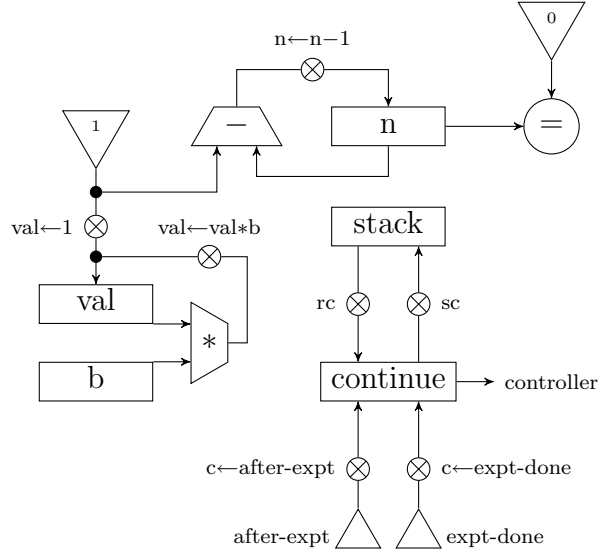 0
n←n−1
−
n
=
1
val←1
val←val∗b
stack
val
rc
sc
∗
b
continue
controller
c←after-expt
c←expt-done
after-expt
expt-done